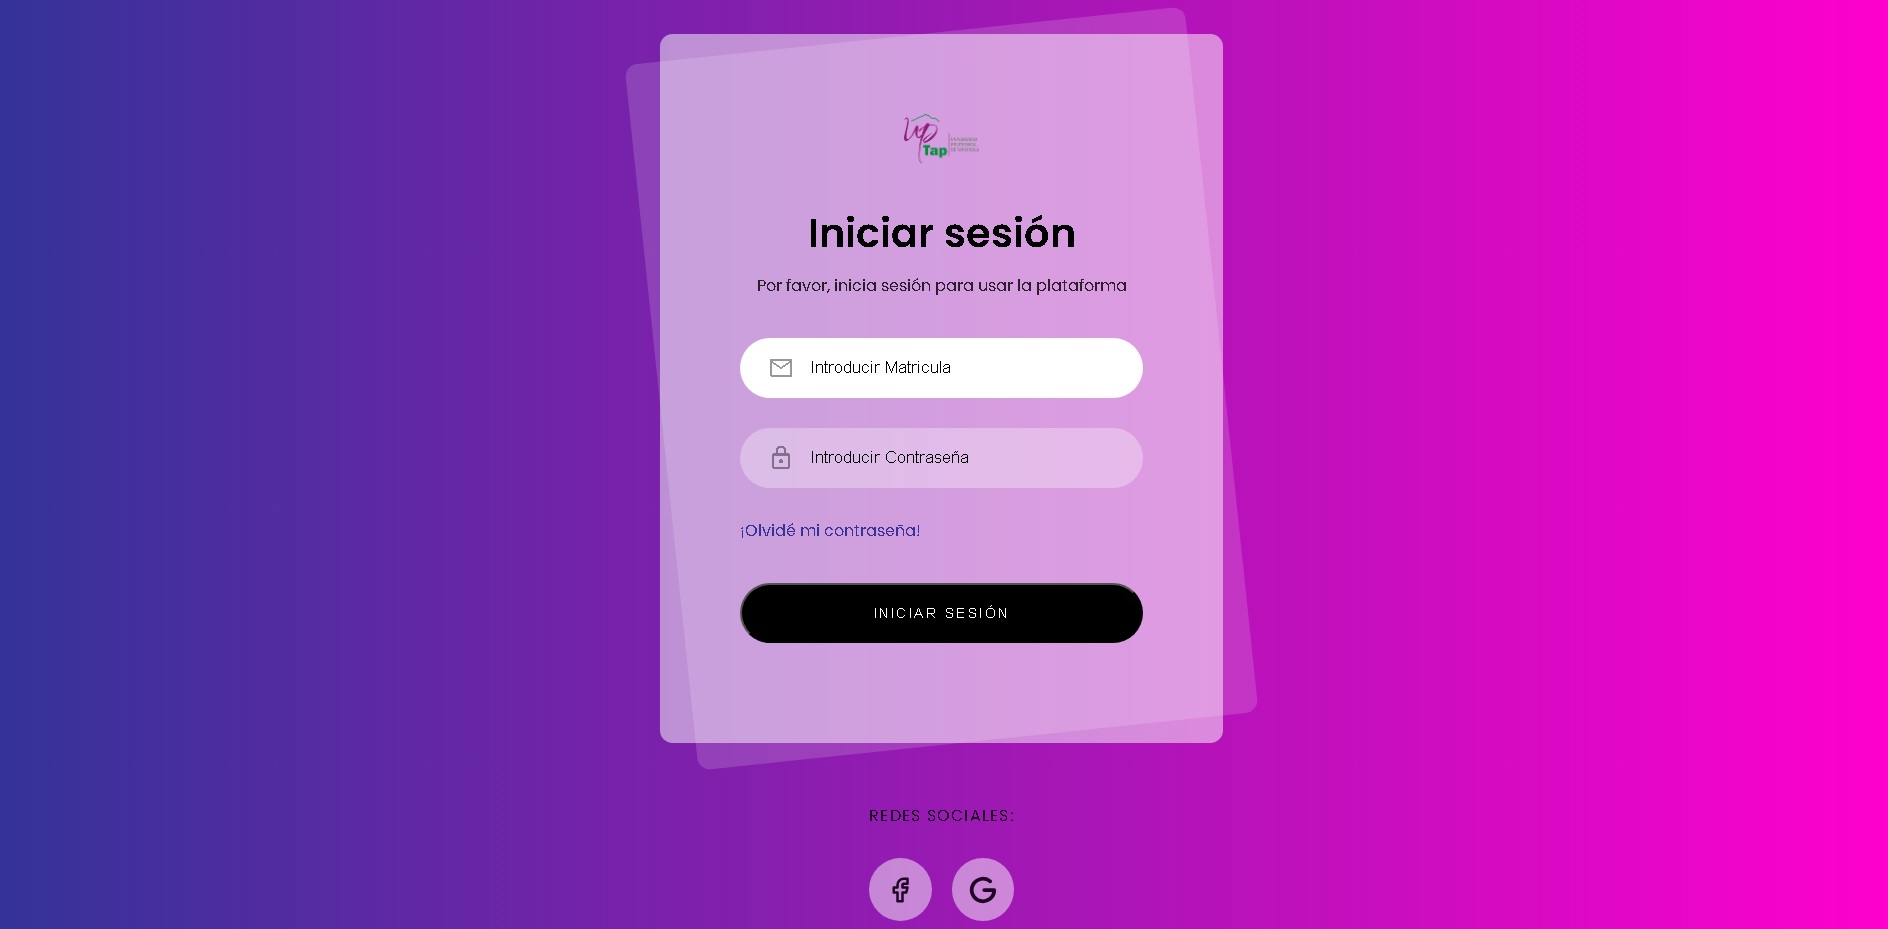 up
Tap
Iniciar sesión
Por favor, inicia sesión para usar la plataforma
Introducir Matricula
Introducir Contraseña
¡Olvidé mi contraseña!
INICIAR SESIÓN
REDES SOCIALES: